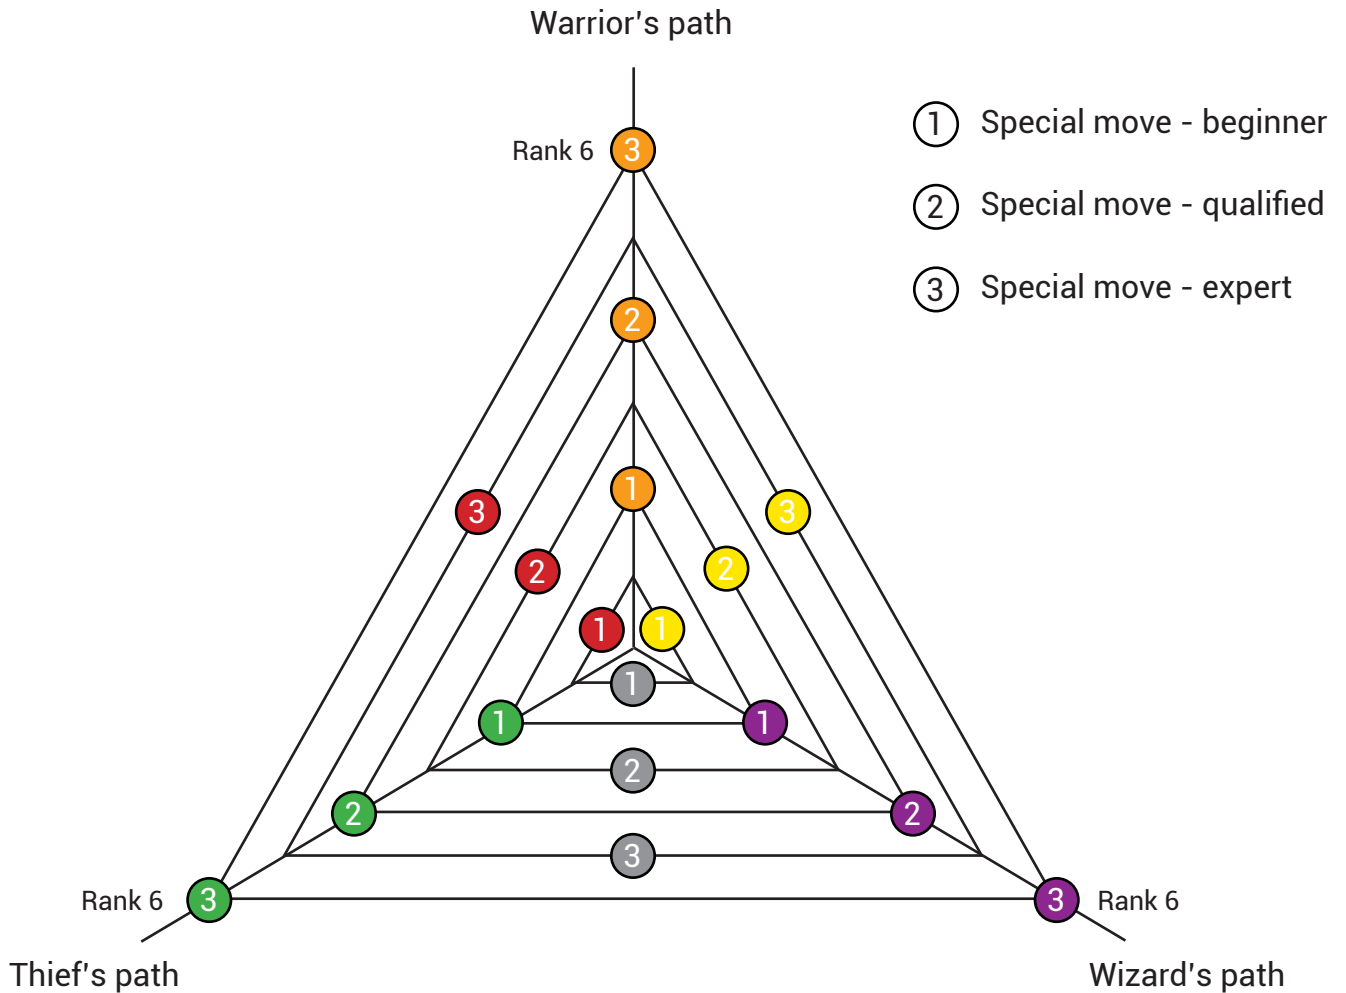 Warrior's path
1 Special move - beginner
Rank 6 3
2 Special move - qualified
3 Special move - expert
2
1
3 3
2 2
1 1
1
1 1
2
2 2
3
Rank 6 3 3 Rank 6
Thief's path Wizard's path